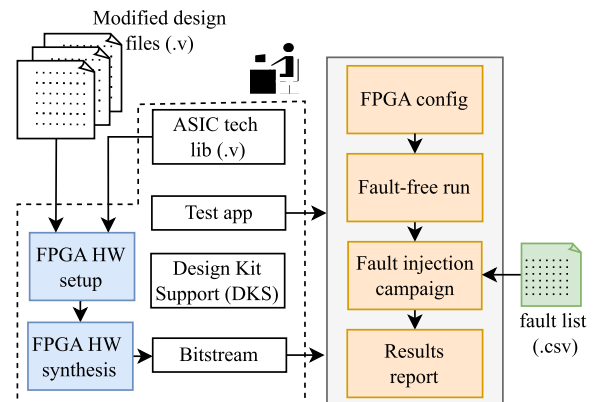 Modified design
files (.v)
ASIC tech
lib (.v)
Test app
FPGA HW
setup
Design Kit
Support (DKS)
FPGA HW
synthesis
Bitstream
FPGA config
Fault-free run
Fault injection
campaign
Results
report
fault list
(.csv)